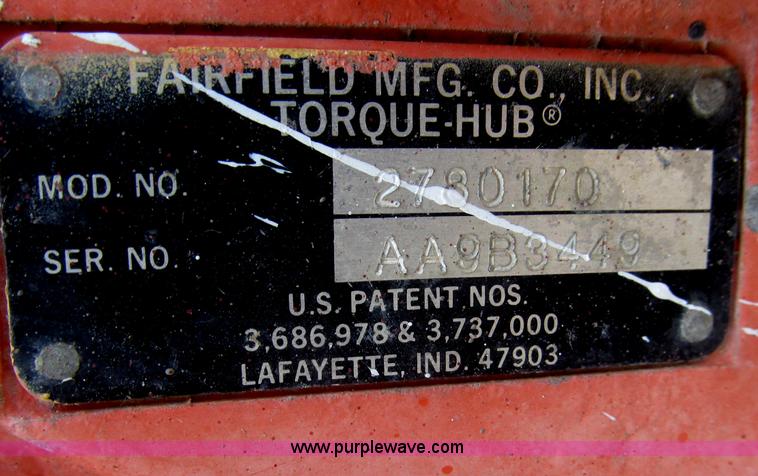 FAIRFIELD MFG. CO., INC.
TORQUE-HUB®
MOD. NO. 2780170
SER. NO. AA9B3449
U.S. PATENT NOS.
3,686,978 & 3,737,000
LAFAYETTE, IND. 47903
www.purplewave.com